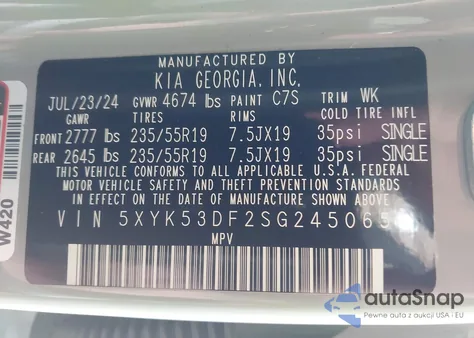 MANUFACTURED BY
KIA GEORGIA, INC.
JUL/23/24 GVWR 4674 lbs PAINT C7S TRIM WK
GAWR TIRES RIMS COLD TIRE INFL
FRONT 2777 lbs 235/55R19 7.5JX19 35psi SINGLE
REAR 2645 lbs 235/55R19 7.5JX19 35psi SINGLE
THIS VEHICLE CONFORMS TO ALL APPLICABLE U.S.A. FEDERAL
MOTOR VEHICLE SAFETY AND THEFT PREVENTION STANDARDS
IN EFFECT ON THE DATE OF MANUFACTURE SHOWN ABOVE.
VIN 5XYK53DF2SG245065
MPV
W420
autoSnap
Pewne auta z aukcji USA - EU